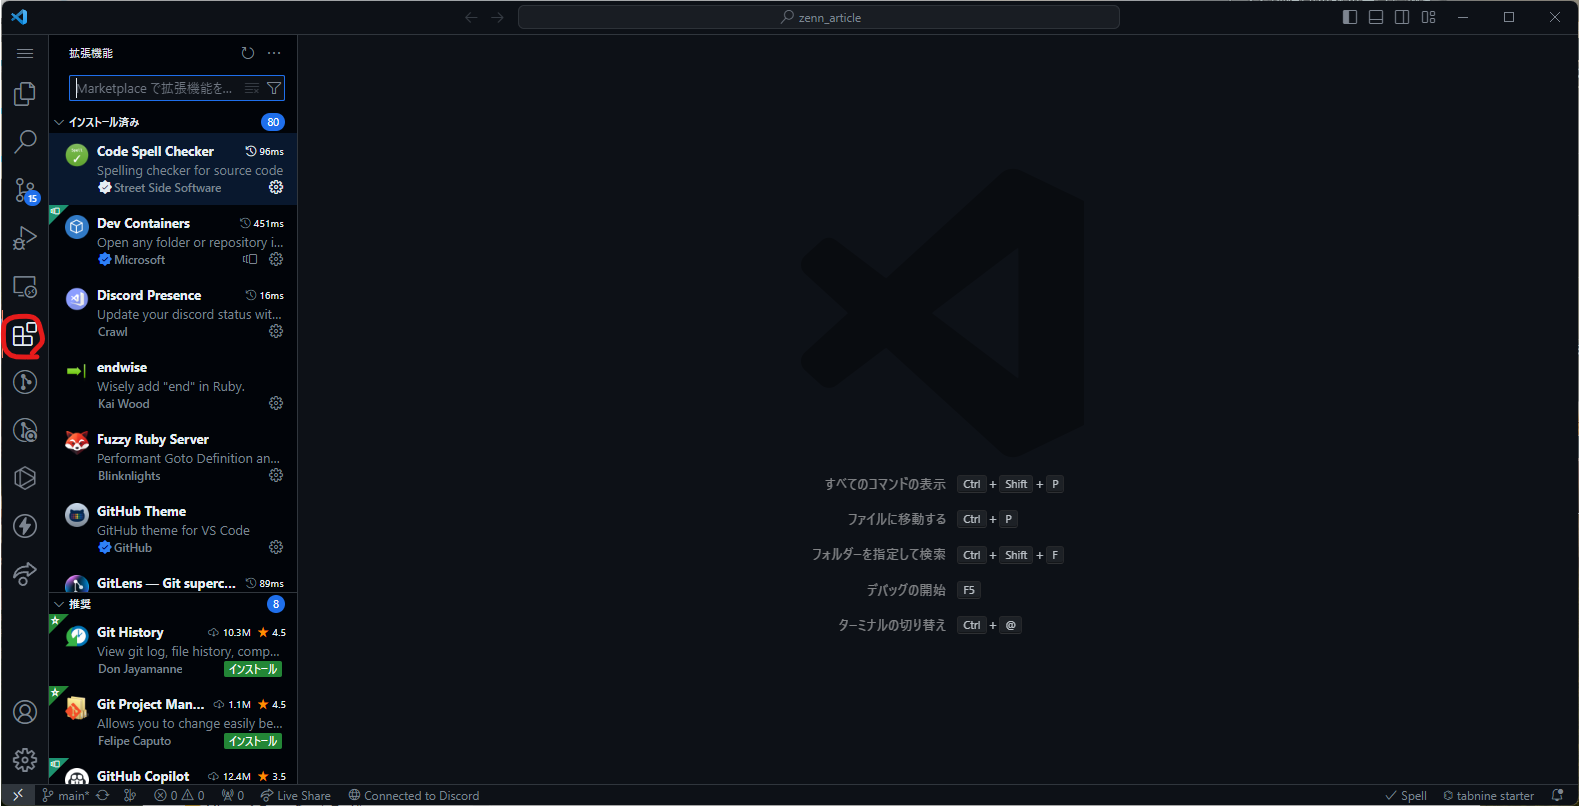 zenn_article
拡張機能
Marketplace で拡張機能を...
インストール済み 80
Code Spell Checker 96ms
Spelling checker for source code
Street Side Software
15
Dev Containers 451ms
Open any folder or repository i...
Microsoft
Discord Presence 16ms
Update your discord status wit...
Crawl
endwise
Wisely add "end" in Ruby.
Kai Wood
Fuzzy Ruby Server
Performant Goto Definition an...
Blinknlights
GitHub Theme
GitHub theme for VS Code
GitHub
GitLens — Git superc... 89ms
推奨 8
Git History 10.3M 4.5
View git log, file history, comp...
Don Jayamanne インストール
Git Project Man... 1.1M 4.5
Allows you to change easily be...
Felipe Caputo インストール
GitHub Copilot 12.4M 3.5
すべてのコマンドの表示 Ctrl + Shift + P
ファイルに移動する Ctrl + P
フォルダーを指定して検索 Ctrl + Shift + F
デバッグの開始 F5
ターミナルの切り替え Ctrl + @
main* 0 0 0 Live Share Connected to Discord Spell tabnine starter